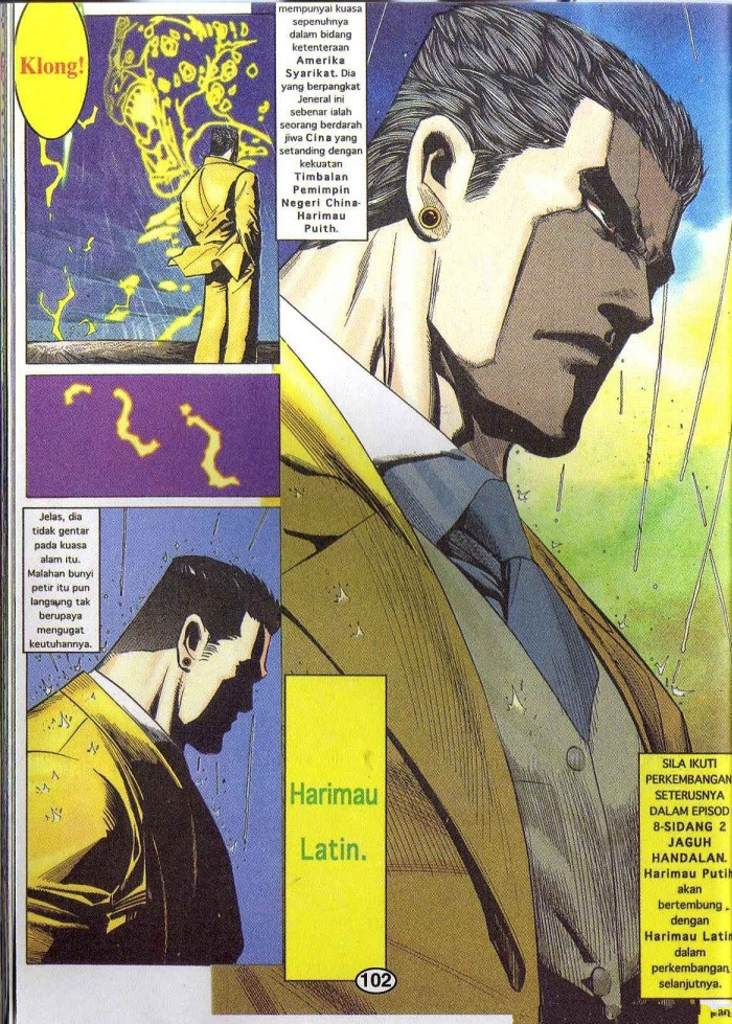 Klong!
mempunyai kuasa
sepenuhnya
dalam bidang
ketenteraan
Amerika
Syarikat. Dia
yang berpangkat
Jeneral ini
sebenar ialah
seorang berdarah
jiwa Cina yang
setanding dengan
kekuatan
Timbalan
Pemimpin
Negeri China-
Harimau
Puith.
Jelas, dia
tidak gentar
pada kuasa
alam itu.
Malahan bunyi
petir itu pun
langsung tak
berupaya
mengugat
keutuhannya.
Harimau
Latin.
SILA IKUTI
PERKEMBANGAN
SETERUSNYA
DALAM EPISOD
8-SIDANG 2
JAGUH
HANDALAN.
Harimau Putih
akan
bertembung
dengan
Harimau Latin
dalam
perkembangan
selanjutnya.
102